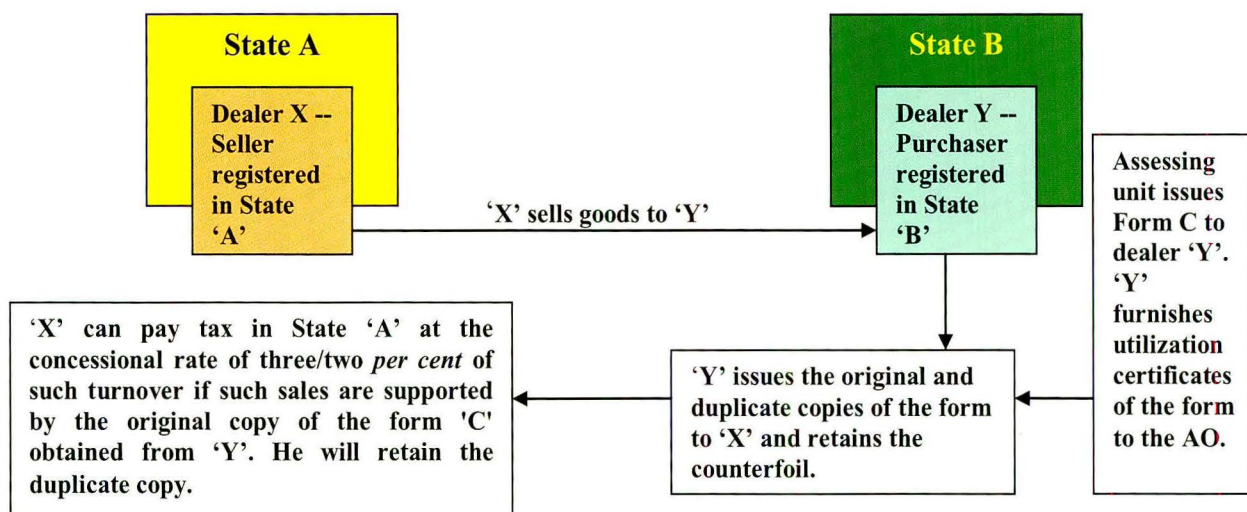 State A
State B
Dealer X --
Seller
registered
in State
‘A’
Dealer Y --
Purchaser
registered
in State
‘B’
‘X’ sells goods to ‘Y’
Assessing
unit issues
Form C to
dealer ‘Y’.
‘Y’
furnishes
utilization
certificates
of the form
to the AO.
‘Y’ issues the original and
duplicate copies of the form
to ‘X’ and retains the
counterfoil.
‘X’ can pay tax in State ‘A’ at the
concessional rate of three/two per cent of
such turnover if such sales are supported
by the original copy of the form 'C'
obtained from ‘Y’. He will retain the
duplicate copy.